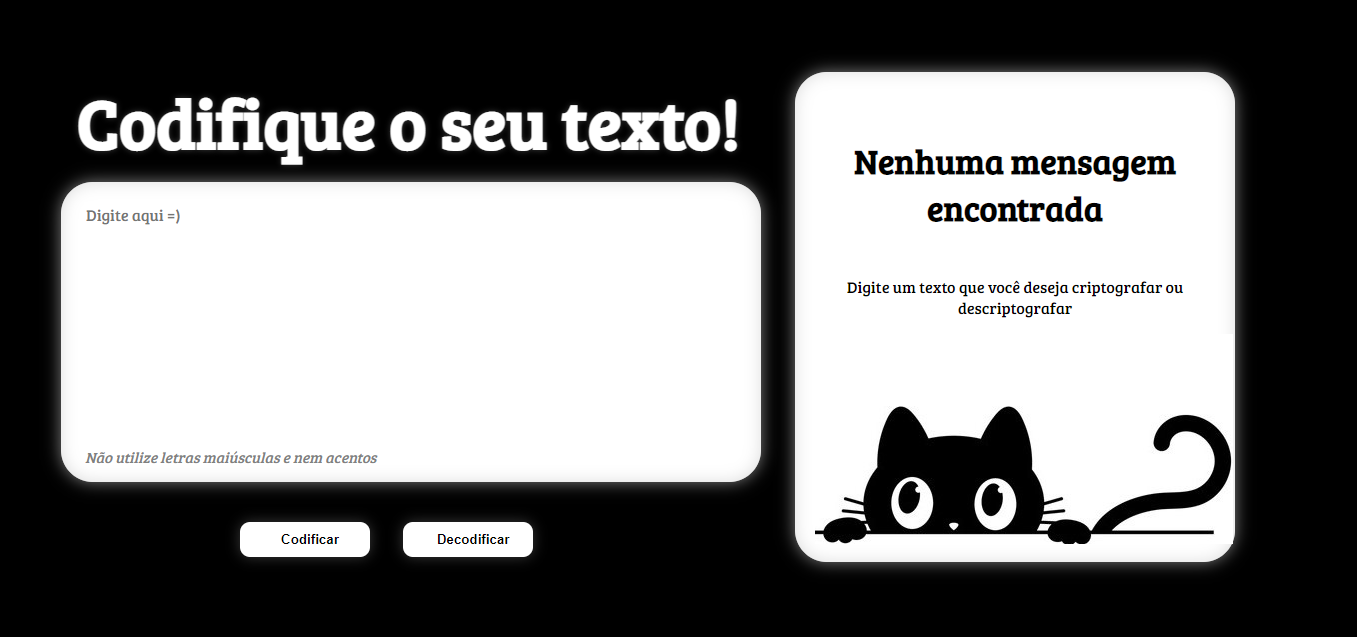 Codifique o seu texto!
Digite aqui =)
Não utilize letras maiúsculas e nem acentos
Codificar
Decodificar
Nenhuma mensagem
encontrada
Digite um texto que você deseja criptografar ou
descriptografar